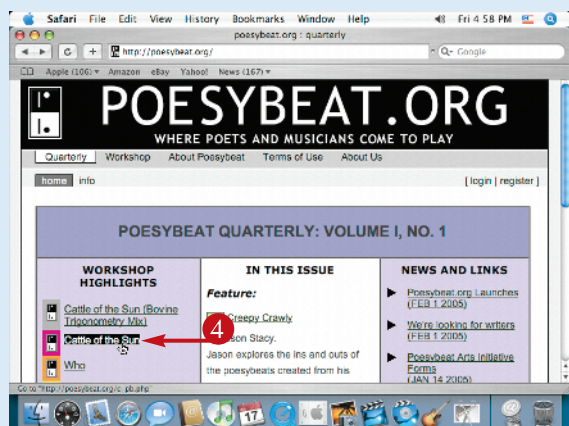 Safari File Edit View History Bookmarks Window Help Fri 4 58 PM
poesybeat.org : quarterly
http://poesybeat.org/
Google
Apple (106) Amazon eBay Yahoo! News (167)
POESYBEAT.ORG
WHERE POETS AND MUSICIANS COME TO PLAY
Quarterly Workshop About Poesybeat Terms of Use About Us
home info [ login | register ]
POESYBEAT QUARTERLY: VOLUME I, NO. 1
WORKSHOP
HIGHLIGHTS
Cattle of the Sun (Bovine
Trigonometry Mix)
Cattle of the Sun
Who
IN THIS ISSUE
Feature:
Creepy Crawly
son Stacy.
Jason explores the ins and outs of
the poesybeats created from his
4
NEWS AND LINKS
Poesybeat.org Launches
(FEB 1 2005)
We're looking for writers
(FEB 1 2005)
Poesybeat Arts Initiative
Forms
(JAN 14 2005)
Go to "http://poesybeat.org/c_pb.php"
17